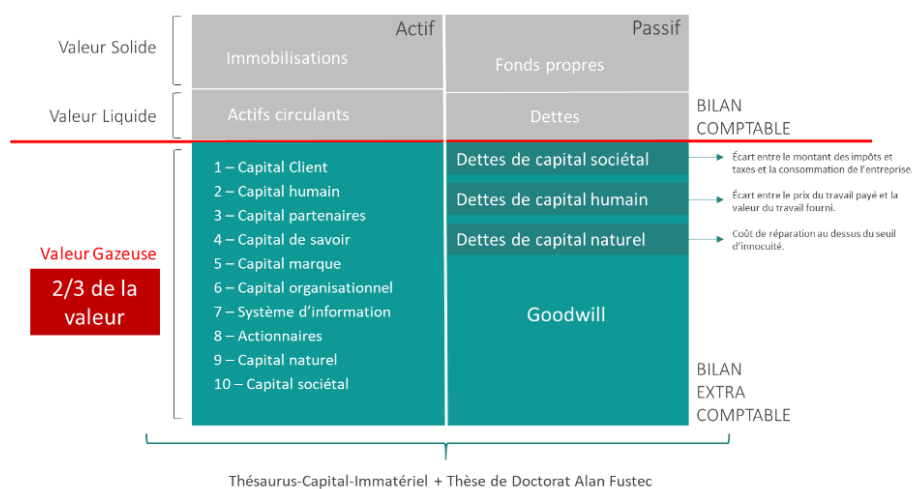 Actif
Passif
Valeur Solide
Immobilisations
Fonds propres
Valeur Liquide
Actifs circulants
Dettes
BILAN
COMPTABLE
Dettes de capital sociétal
Écart entre le montant des impôts et
taxes et la consommation de l'entreprise.
Dettes de capital humain
Écart entre le prix du travail payé et la
valeur du travail fourni.
Dettes de capital naturel
Coût de réparation au dessus du seuil
d'innocuité.
1 – Capital Client
2 – Capital humain
3 – Capital partenaires
4 – Capital de savoir
5 – Capital marque
6 – Capital organisationnel
7 – Système d'information
8 – Actionnaires
9 – Capital naturel
10 – Capital sociétal
Valeur Gazeuse
2/3 de la
valeur
Goodwill
BILAN
EXTRA
COMPTABLE
Thésaurus-Capital-Immatériel + Thèse de Doctorat Alan Fustec